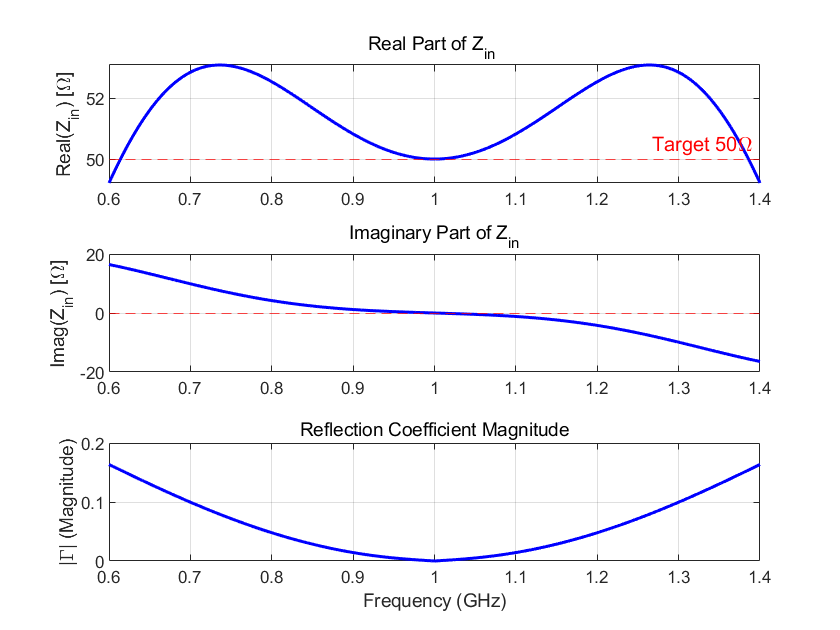 Real Part of Z_in
Real(Z_in) [Ω]
52
50
Target 50Ω
0.6 0.7 0.8 0.9 1 1.1 1.2 1.3 1.4
Imaginary Part of Z_in
Imag(Z_in) [Ω]
20
0
-20
0.6 0.7 0.8 0.9 1 1.1 1.2 1.3 1.4
Reflection Coefficient Magnitude
|Γ| (Magnitude)
0.2
0.1
0
0.6 0.7 0.8 0.9 1 1.1 1.2 1.3 1.4
Frequency (GHz)